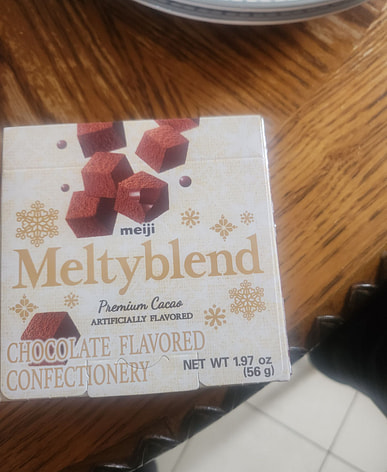 meiji
Meltyblend
Premium Cacao
ARTIFICIALLY FLAVORED
CHOCOLATE FLAVORED
CONFECTIONERY
NET WT 1.97 oz
(56 g)